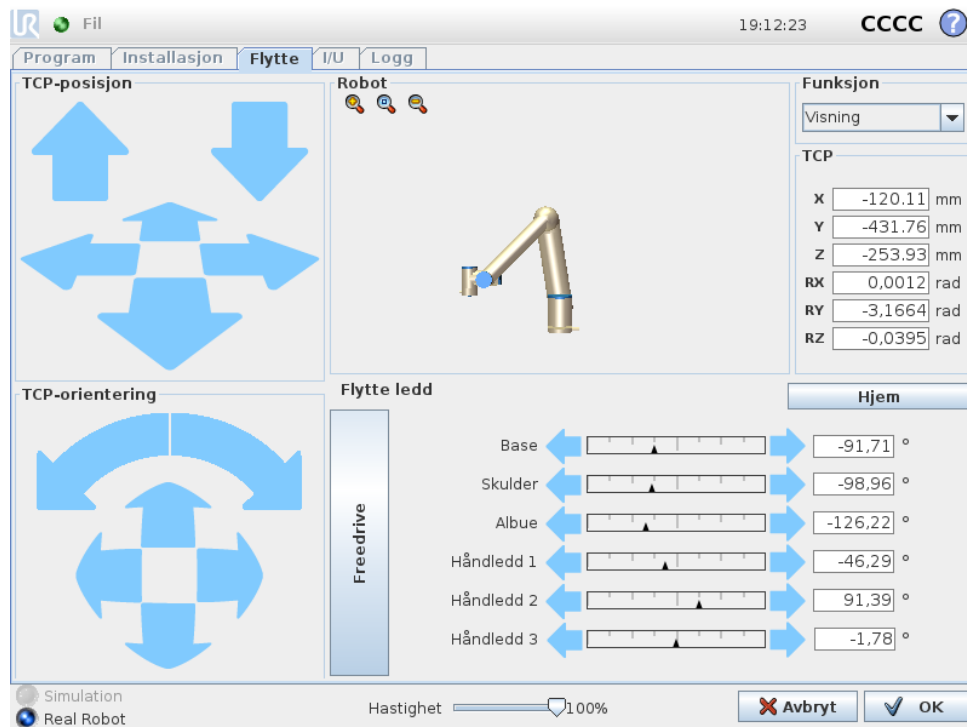 UR Fil 19:12:23 CCCC ?
Program Installasjon Flytte I/U Logg
TCP-posisjon
Robot
Funksjon
Visning
TCP
X -120.11 mm
Y -431.76 mm
Z -253.93 mm
RX 0,0012 rad
RY -3,1664 rad
RZ -0,0395 rad
TCP-orientering
Flytte ledd
Hjem
Freedrive
Base -91,71 °
Skulder -98,96 °
Albue -126,22 °
Håndledd 1 -46,29 °
Håndledd 2 91,39 °
Håndledd 3 -1,78 °
Simulation
Real Robot
Hastighet 100%
Avbryt
OK